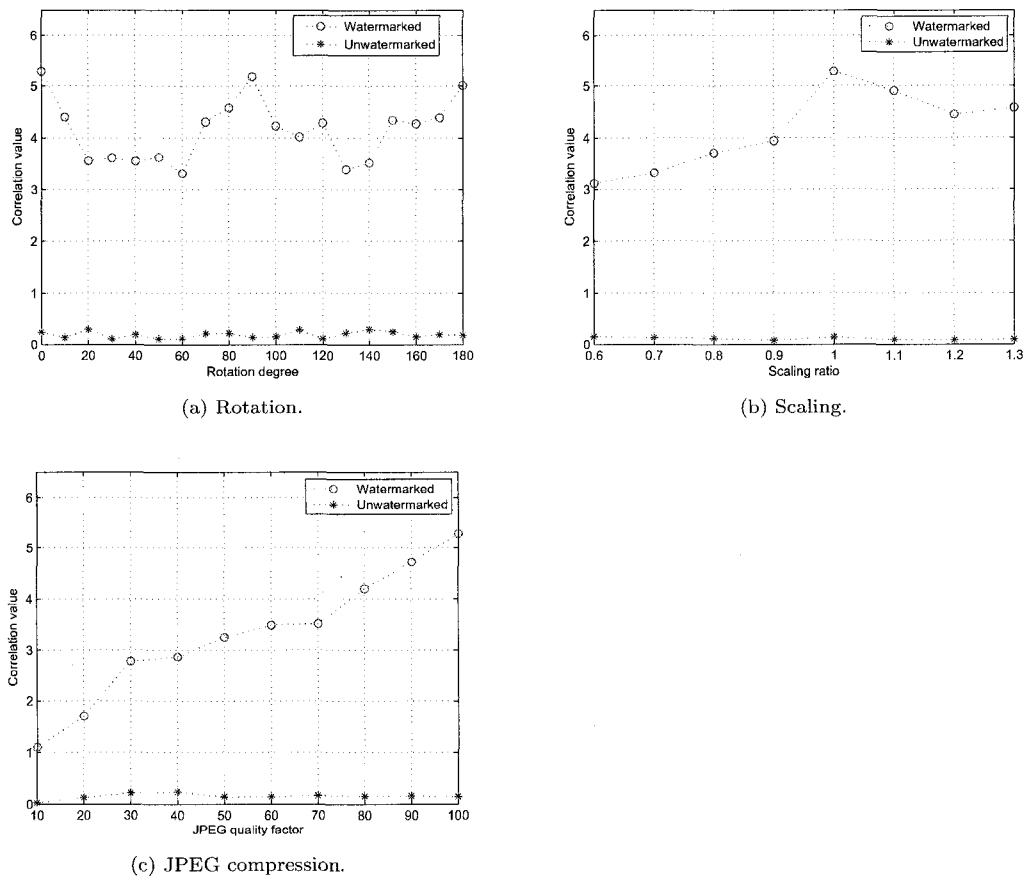 Watermarked
Unwatermarked
6
5
4
3
2
1
0
Correlation value
0 20 40 60 80 100 120 140 160 180
Rotation degree
(a) Rotation.
Watermarked
Unwatermarked
6
5
4
3
2
1
0
Correlation value
0.6 0.7 0.8 0.9 1 1.1 1.2 1.3
Scaling ratio
(b) Scaling.
Watermarked
Unwatermarked
6
5
4
3
2
1
0
Correlation value
10 20 30 40 50 60 70 80 90 100
JPEG quality factor
(c) JPEG compression.